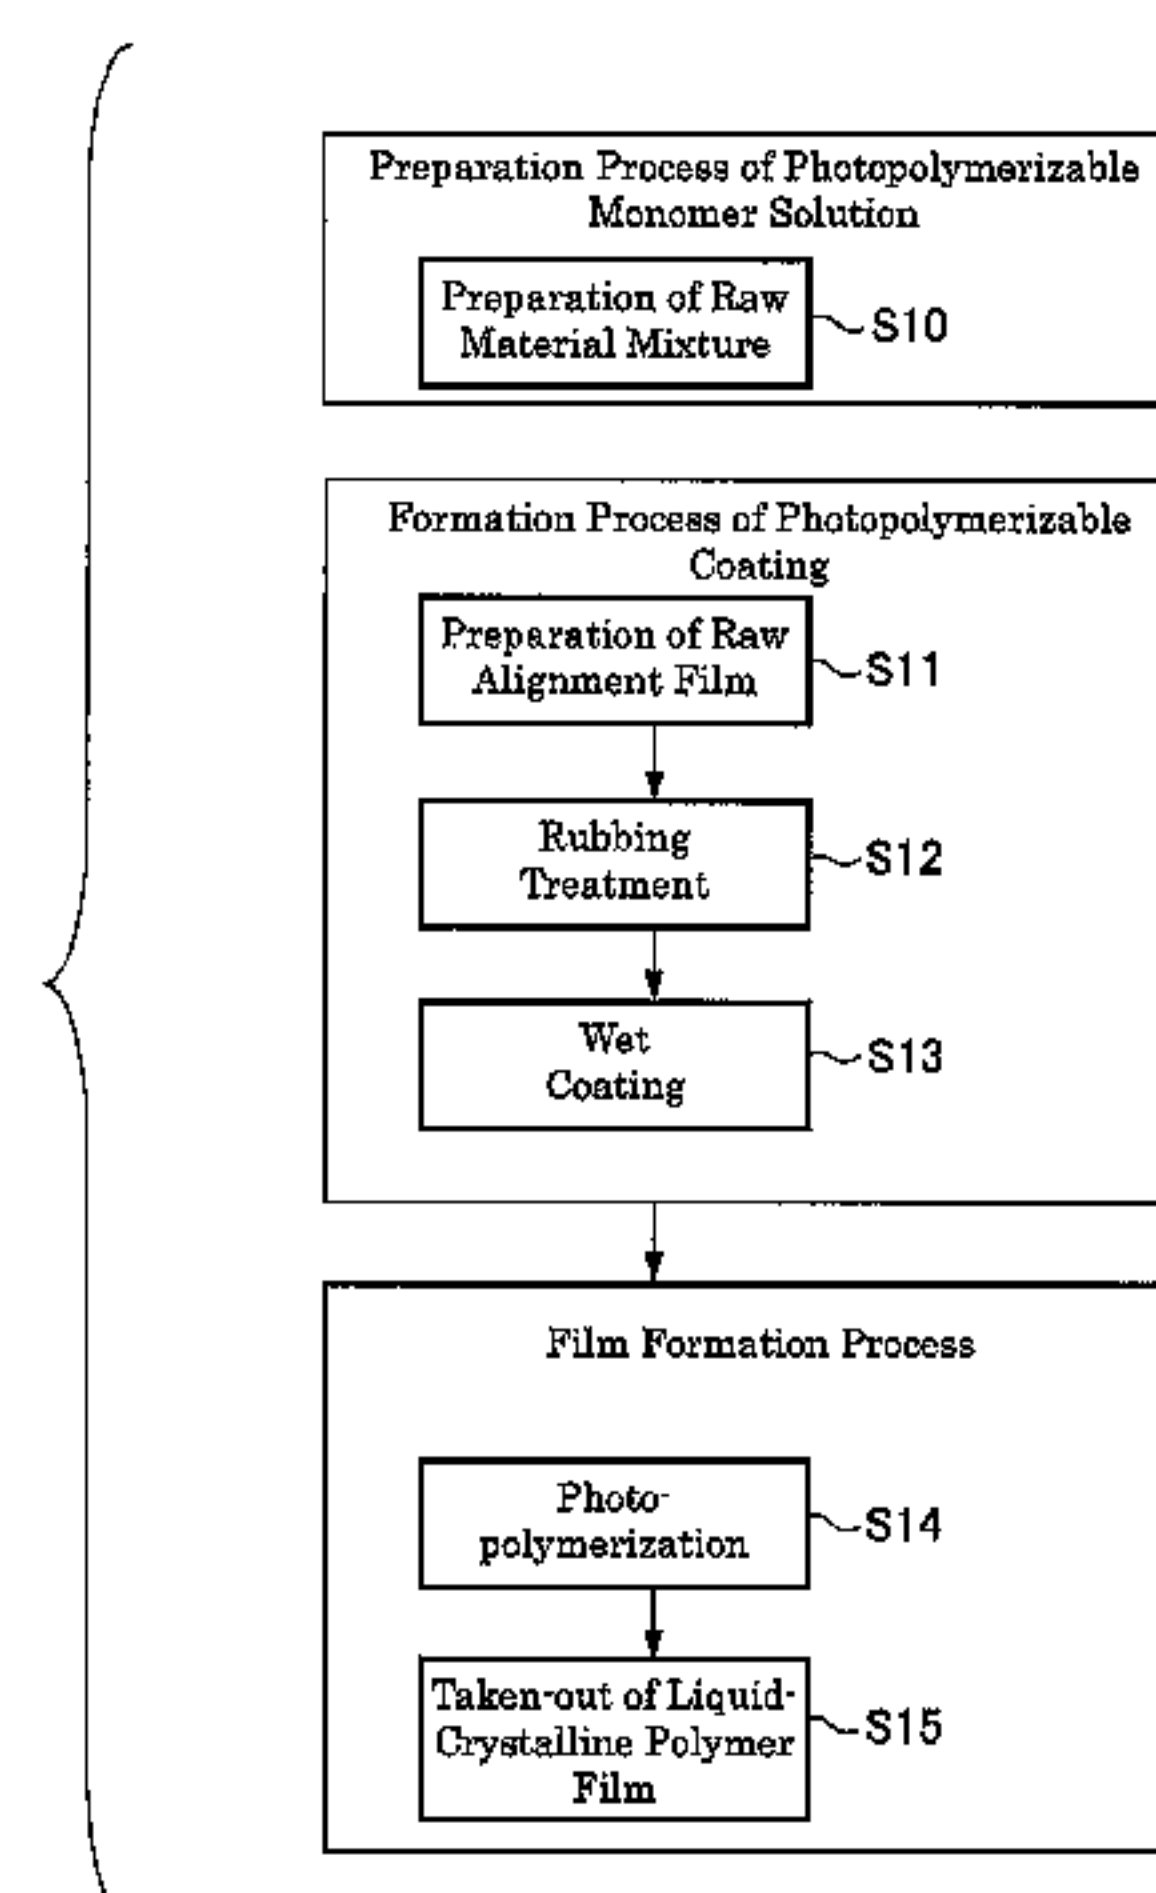 Preparation Process of Photopolymerizable
Monomer Solution
Preparation of Raw
Material Mixture
S10
Formation Process of Photopolymerizable
Coating
Preparation of Raw
Alignment Film
S11
Rubbing
Treatment
S12
Wet
Coating
S13
Film Formation Process
Photo-
polymerization
S14
Taken-out of Liquid-
Crystalline Polymer
Film
S15